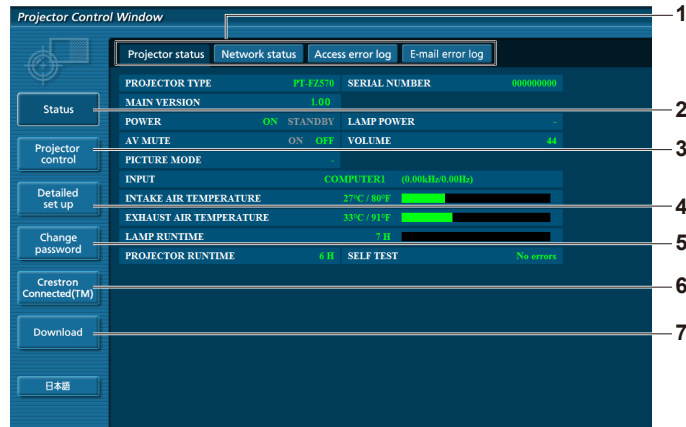 Projector Control Window
1
Projector status Network status Access error log E-mail error log
PROJECTOR TYPE PT-FZ570 SERIAL NUMBER 000000000
MAIN VERSION 1.00
Status
2
POWER ON STANDBY LAMP POWER -
AV MUTE ON OFF VOLUME 44
Projector control
3
PICTURE MODE -
INPUT COMPUTER1 (0.00kHz/0.00Hz)
Detailed set up
4
INTAKE AIR TEMPERATURE 27°C / 80°F
EXHAUST AIR TEMPERATURE 33°C / 91°F
Change password
5
LAMP RUNTIME 7 H
PROJECTOR RUNTIME 6 H SELF TEST No errors
Crestron Connected(TM)
6
Download
7
日本語